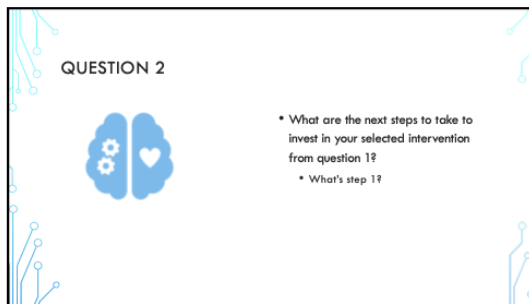 QUESTION 2
• What are the next steps to take to
invest in your selected intervention
from question 1?
• What's step 1?